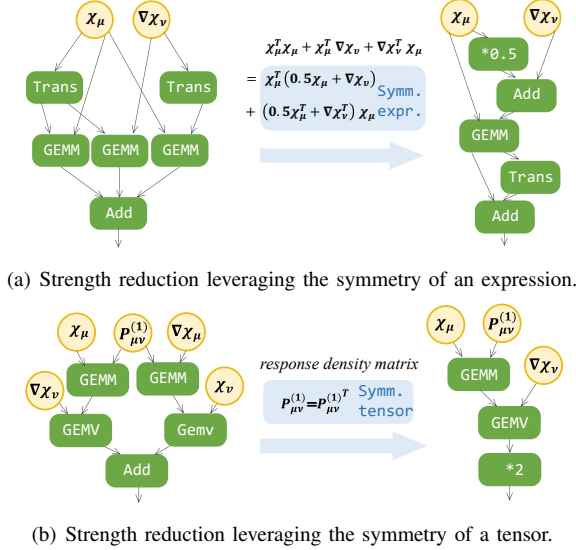 χμ ∇χν
Trans Trans
GEMM GEMM GEMM
Add
χμᵀχμ + χμᵀ ∇χν + ∇χνᵀ χμ
= χμᵀ(0.5χμ + ∇χν)
+ (0.5χμᵀ + ∇χνᵀ) χμ
Symm.
expr.
χμ ∇χν
*0.5
Add
GEMM
Trans
Add
(a) Strength reduction leveraging the symmetry of an expression.
χμ Pμν⁽¹⁾ ∇χμ
GEMM GEMM
∇χν χν
GEMV Gemv
Add
response density matrix
Pμν⁽¹⁾=Pμν⁽¹⁾ᵀ
Symm.
tensor
χμ Pμν⁽¹⁾
∇χν
GEMM
GEMV
*2
(b) Strength reduction leveraging the symmetry of a tensor.